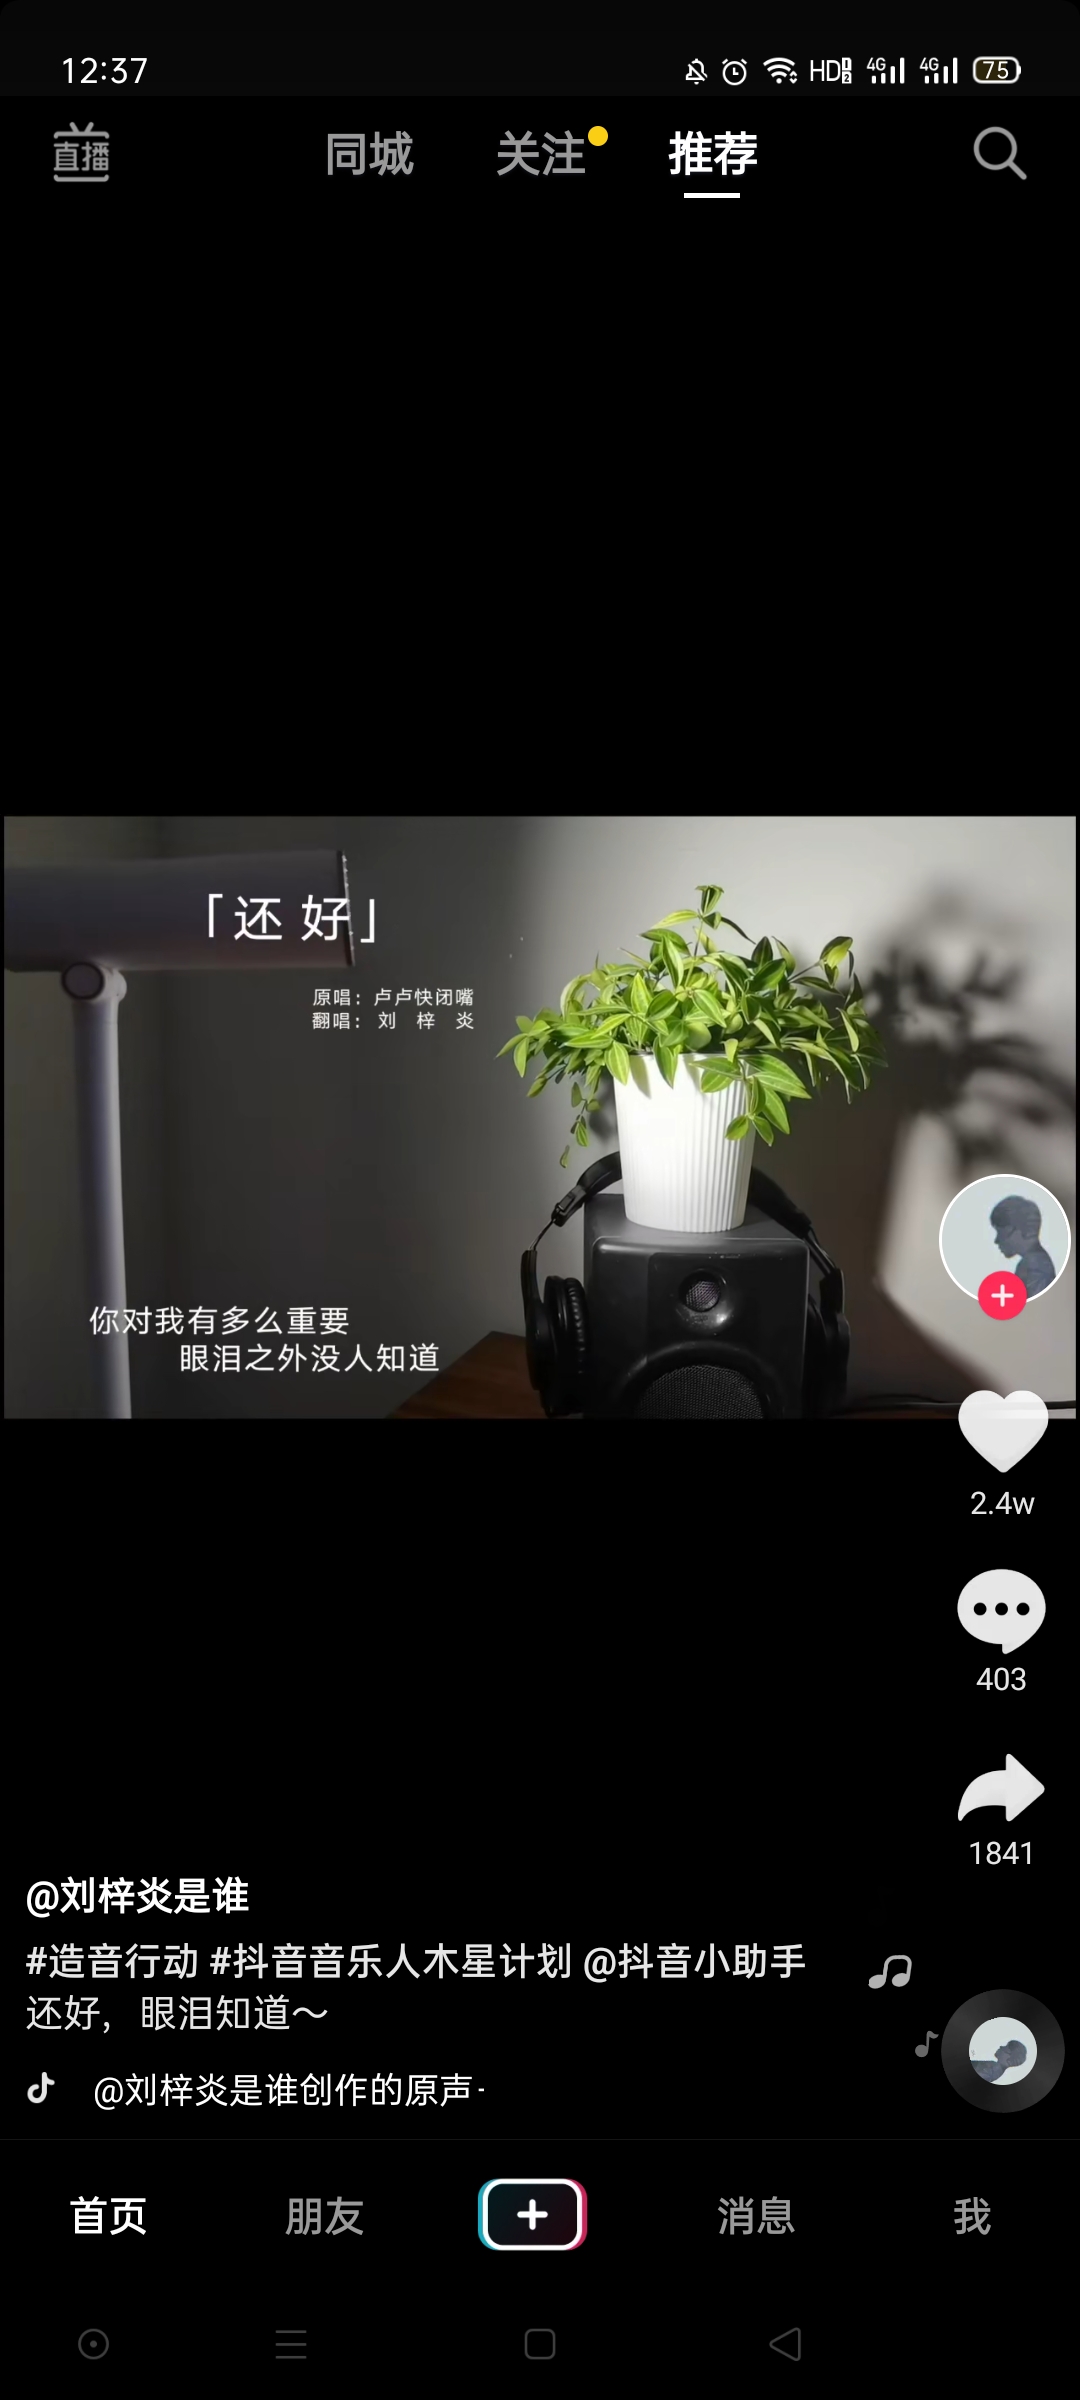 12:37
HD 1 2 4G 4G 75
直播 同城 关注 推荐
「还 好」
原唱：卢卢快闭嘴
翻唱：刘 梓 炎
你对我有多么重要
眼泪之外没人知道
2.4w
403
1841
@刘梓炎是谁
#造音行动 #抖音音乐人木星计划 @抖音小助手
还好，眼泪知道～
@刘梓炎是谁创作的原声-
首页 朋友 消息 我